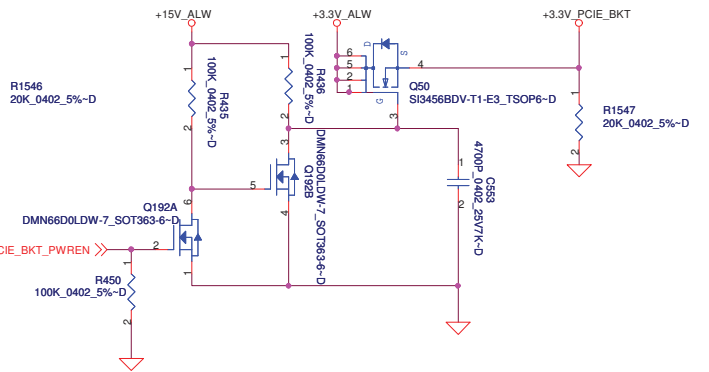 +15V_ALW
+3.3V_ALW
+3.3V_PCIE_BKT
R1546
20K_0402_5%~D
1
R435
100K_0402_5%~D
2
1
R436
100K_0402_5%~D
2
D
S
G
6
5
2
1
4
3
Q50
SI3456BDV-T1-E3_TSOP6~D
1
R1547
20K_0402_5%~D
2
3
5
4
Q192B
DMN66D0LDW-7_SOT363-6~D
1
2
C553
4700P_0402_25V7K~D
Q192A
DMN66D0LDW-7_SOT363-6~D
6
2
1
CIE_BKT_PWREN
1
R450
100K_0402_5%~D
2